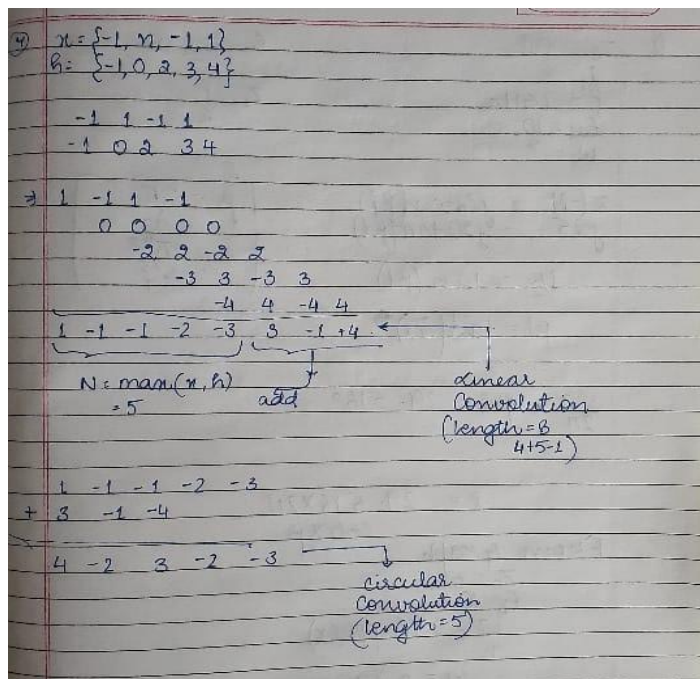 4) x = {-1, x, -1, 1}
h = {-1, 0, 2, 3, 4}
-1 1 -1 1
-1 0 2 3 4
⇒ 1 -1 1 -1
0 0 0 0
-2 2 -2 2
-3 3 -3 3
-4 4 -4 4
1 -1 -1 -2 -3 3 -1 +4
N = max(x, h)
= 5
add
Linear
Convolution
(length = 8
4+5-1)
1 -1 -1 -2 -3
+ 3 -1 -4
4 -2 3 -2 -3
circular
Convolution
(length = 5)